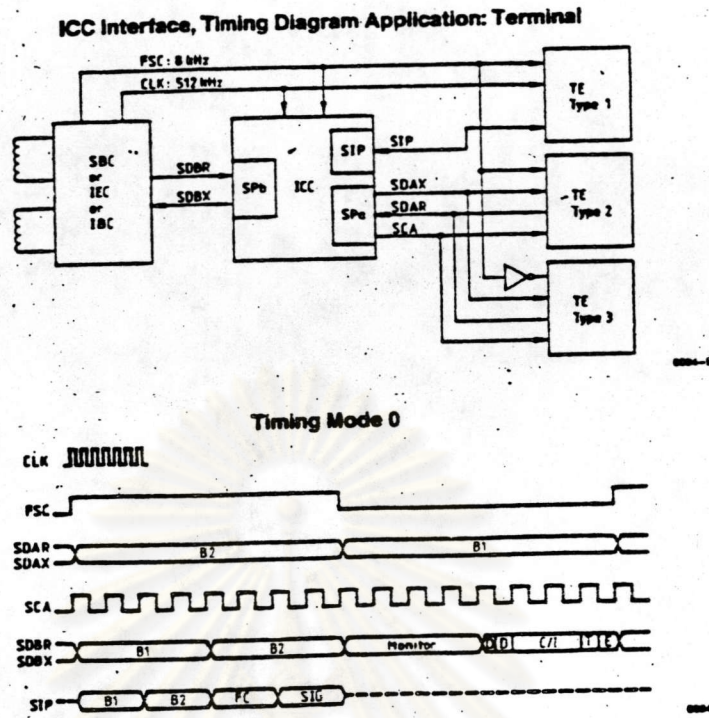 ICC Interface, Timing Diagram Application: Terminal
FSC: 8 kHz
CLK: 512 kHz
TE
Type 1
SBC
or
IEC
or
IBC
SDBR
SDBX
SPb
ICC
SIP
SPa
SIP
SDAX
SDAR
SCA
TE
Type 2
TE
Type 3
Timing Mode 0
CLK
FSC
SDAR
SDAX
B2
B1
SCA
SDBR
SDBX
B1
B2
Monitor
D
D
C/I
T
E
SIP
B1
B2
FC
SIG